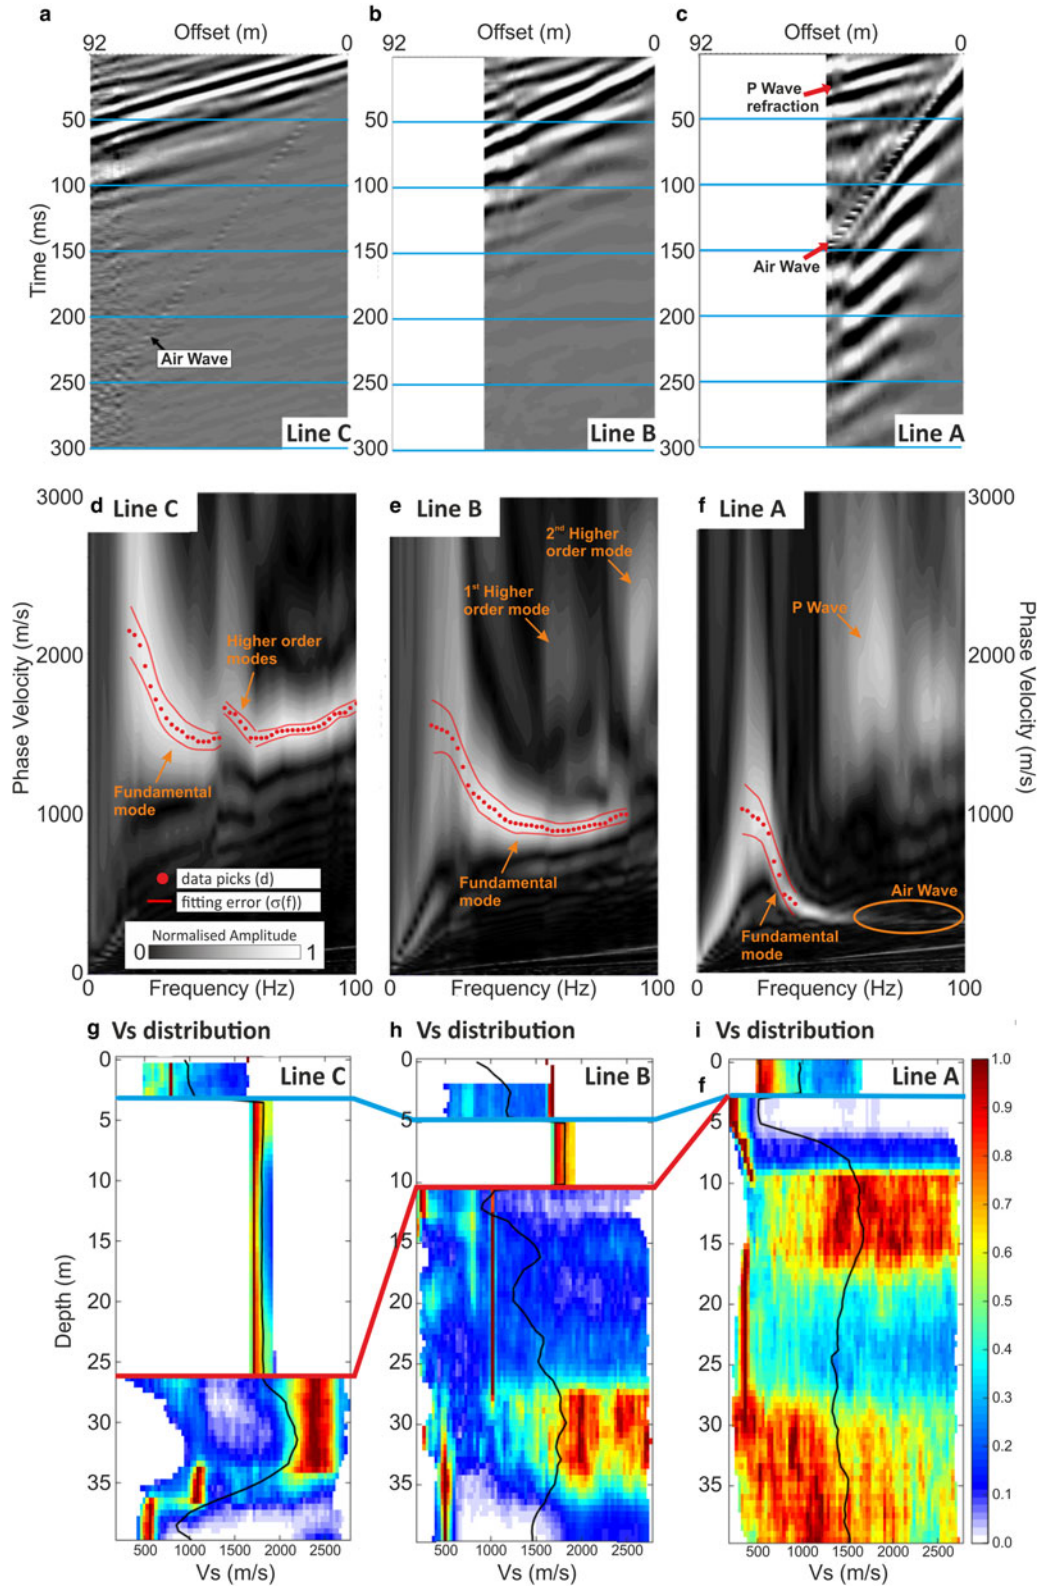 a
Offset (m)
92
0
50
100
150
200
250
300
Time (ms)
Air Wave
Line C
b
Offset (m)
92
0
50
100
150
200
250
300
Line B
c
Offset (m)
92
0
50
100
150
200
250
300
P Wave
refraction
Air Wave
Line A
d Line C
3000
2000
1000
0
Phase Velocity (m/s)
Higher order
modes
Fundamental
mode
data picks (d)
fitting error (σ(f))
Normalised Amplitude
0
1
0
Frequency (Hz)
100
e Line B
2nd Higher
order mode
1st Higher
order mode
Fundamental
mode
0
Frequency (Hz)
100
f Line A
3000
2000
1000
Phase Velocity (m/s)
P Wave
Air Wave
Fundamental
mode
0
Frequency (Hz)
100
g
Vs distribution
Line C
0
5
10
15
20
25
30
35
Depth (m)
500 1000 1500 2000 2500
Vs (m/s)
h
Vs distribution
Line B
0
5
10
15
20
25
30
35
500 1000 1500 2000 2500
Vs (m/s)
i
Vs distribution
f
Line A
0
5
10
15
20
25
30
35
500 1000 1500 2000 2500
Vs (m/s)
1.0
0.9
0.8
0.7
0.6
0.5
0.4
0.3
0.2
0.1
0.0